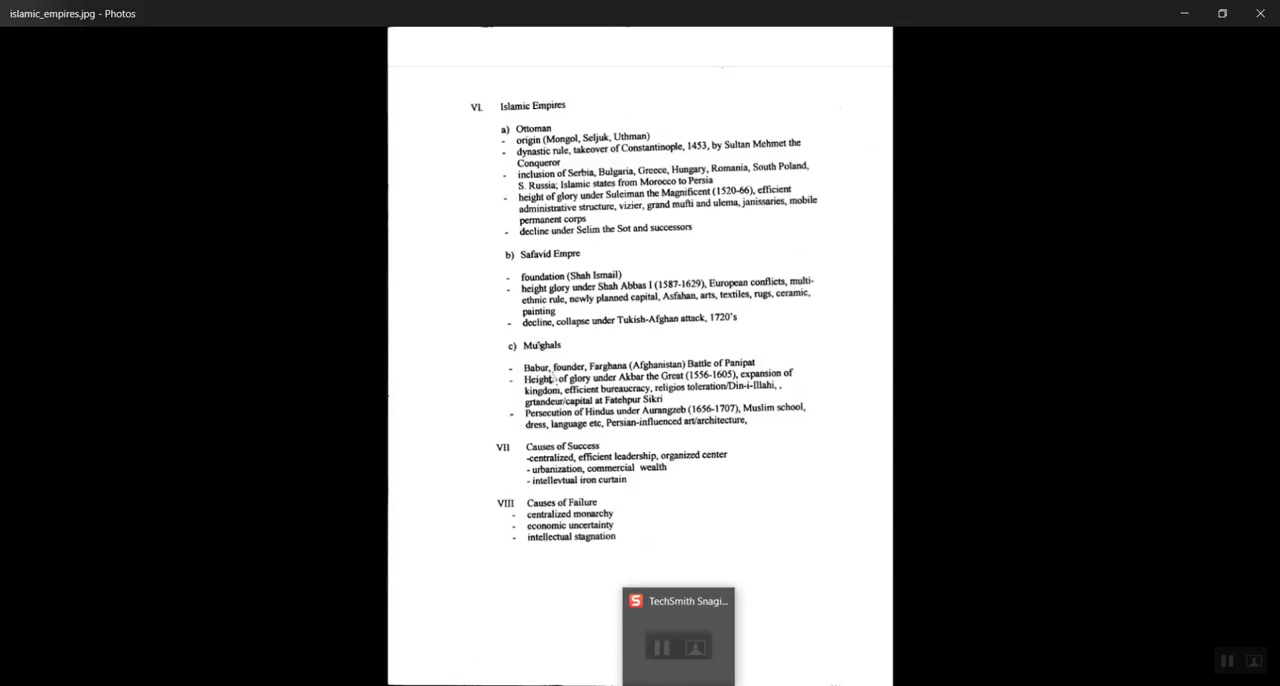 islamic_empires.jpg - Photos
VI. Islamic Empires
a) Ottoman
- origin (Mongol, Seljuk, Uthman)
- dynastic rule, takeover of Constantinople, 1453, by Sultan Mehmet the
Conqueror
- inclusion of Serbia, Bulgaria, Greece, Hungary, Romania, South Poland,
S. Russia; Islamic states from Morocco to Persia
- height of glory under Suleiman the Magnificent (1520-66), efficient
administrative structure, vizier, grand mufti and ulema, janissaries, mobile
permanent corps
- decline under Selim the Sot and successors
b) Safavid Empre
- foundation (Shah Ismail)
- height glory under Shah Abbas I (1587-1629), European conflicts, multi-
ethnic rule, newly planned capital, Asfahan, arts, textiles, rugs, ceramic,
painting
- decline, collapse under Tukish-Afghan attack, 1720's
c) Mu'ghals
- Babur, founder, Farghana (Afghanistan) Battle of Panipat
- Height, of glory under Akbar the Great (1556-1605), expansion of
kingdom, efficient bureaucracy, religios toleration/Din-i-Illahi, ,
grtandeur/capital at Fatehpur Sikri
- Persecution of Hindus under Aurangzeb (1656-1707), Muslim school,
dress, language etc, Persian-influenced art/architecture,
VII Causes of Success
-centralized, efficient leadership, organized center
- urbanization, commercial wealth
- intellevtual iron curtain
VIII Causes of Failure
- centralized monarchy
- economic uncertainty
- intellectual stagnation
TechSmith Snagi...